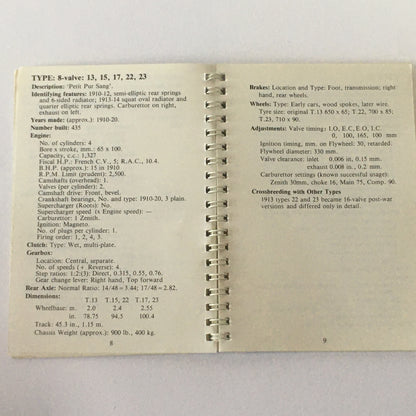 TYPE: 8-valve: 13, 15, 17, 22, 23
Description: 'Petit Pur Sang'.
Identifying features: 1910-12, semi-elliptic rear springs
and 6-sided radiator; 1913-14 squat oval radiator and
quarter elliptic rear springs. Carburettor on right,
exhaust on left.
Years made: (approx.): 1910-20.
Number built: 435
Engine:
No. of cylinders: 4
Bore x stroke, mm.: 65 x 100.
Capacity, c.c.: 1,327
Fiscal H.P.: French C.V., 5; R.A.C., 10.4.
B.H.P. (approx.): 15 in 1910
R.P.M. Limit (prudent): 2,500.
Camshafts (overhead): 1.
Valves (per cylinder): 2.
Camshaft drive: Front, bevel.
Crankshaft bearings, No. and type: 1910-20, 3 plain.
Supercharger (Roots): No.
Supercharger speed (x Engine speed): —
Carburettor: 1 Zenith.
Ignition: Magneto.
No. of plugs per cylinder: 1.
Firing order: 1, 2, 4, 3.
Clutch: Type: Wet, multi-plate.
Gearbox:
Location: Central, separate.
No. of speeds (+ Reverse): 4.
Step ratios: 1:2(3): Direct, 0.315, 0.55, 0.76.
Gear change lever: Right hand, Top forward
Rear Axle: Normal Ratio: 14/48=3.44; 17/48=2.82.
Dimensions:
T.13 T.15, 22 T.17, 23
Wheelbase: m. 2.0 2.4 2.55
in. 78.75 94.5 100.4
Track: 45.3 in., 1.15 m.
Chassis Weight (approx.): 900 lb., 400 kg.
8
Brakes: Location and Type: Foot, transmission; right
hand, rear wheels.
Wheels: Type: Early cars, wood spokes, later wire.
Tyre size original T.13 650 x 65; T.22, 700 x 85;
T.23, 710 x 90.
Adjustments: Valve timing: I.O, E.C, E.O, I.C.
0, 100, 165, 100 mm
Ignition timing, mm. on Flywheel: 30, retarded.
Flywheel diameter: 330 mm.
Valve clearance: inlet 0.006 in, 0.15 mm.
exhaust 0.008 in, 0.2 mm.
Carburettor settings (known successful usage):
Zenith 30mm, choke 16, Main 75, Comp. 90.
Crossbreeding with Other Types
1913 types 22 and 23 became 16-valve post-war
versions and differed only in detail.
9